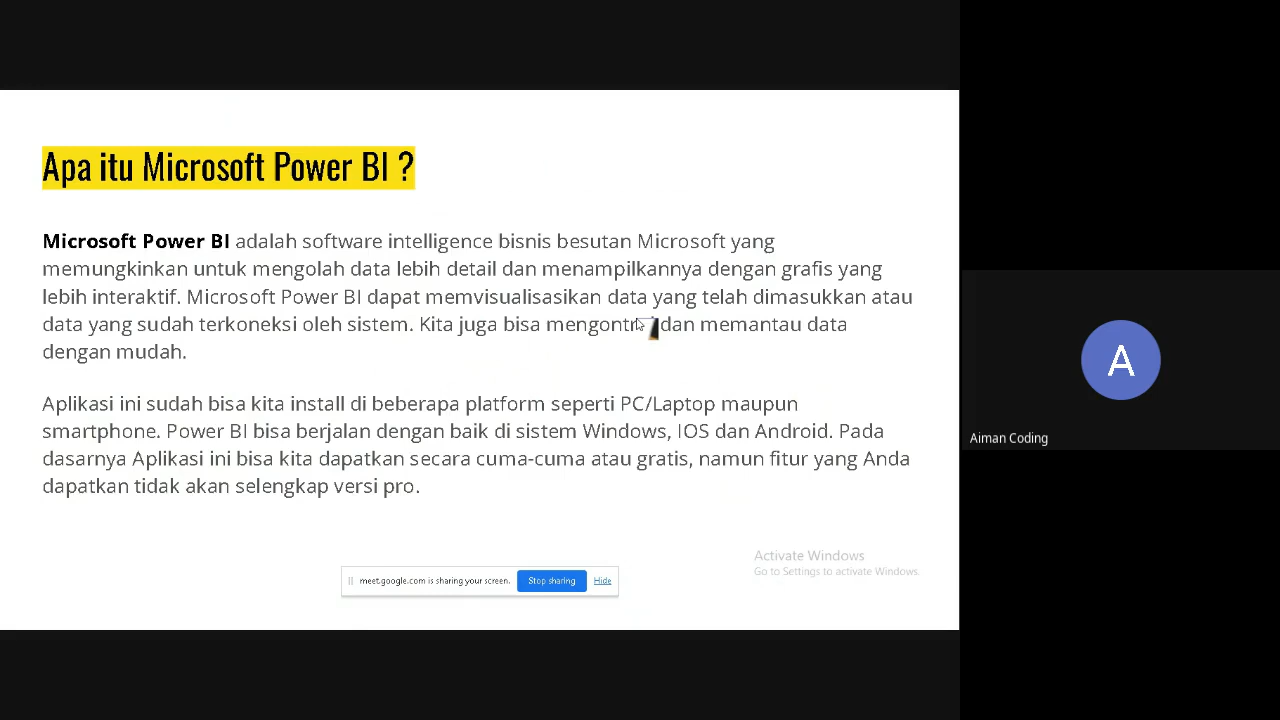 Apa itu Microsoft Power BI ?
Microsoft Power BI adalah software intelligence bisnis besutan Microsoft yang
memungkinkan untuk mengolah data lebih detail dan menampilkannya dengan grafis yang
lebih interaktif. Microsoft Power BI dapat memvisualisasikan data yang telah dimasukkan atau
data yang sudah terkoneksi oleh sistem. Kita juga bisa dan memantau data
dengan mudah.
Aplikasi ini sudah bisa kita install di beberapa platform seperti PC/Laptop maupun
smartphone. Power BI bisa berjalan dengan baik di sistem Windows, IOS dan Android. Pada
dasarnya Aplikasi ini bisa kita dapatkan secara cuma-cuma atau gratis, namun fitur yang Anda
dapatkan tidak akan selengkap versi pro.
A
Aiman Coding
Activate Windows
Go to Settings to activate Windows.
meet.google.com is sharing your screen. Stop sharing Hide